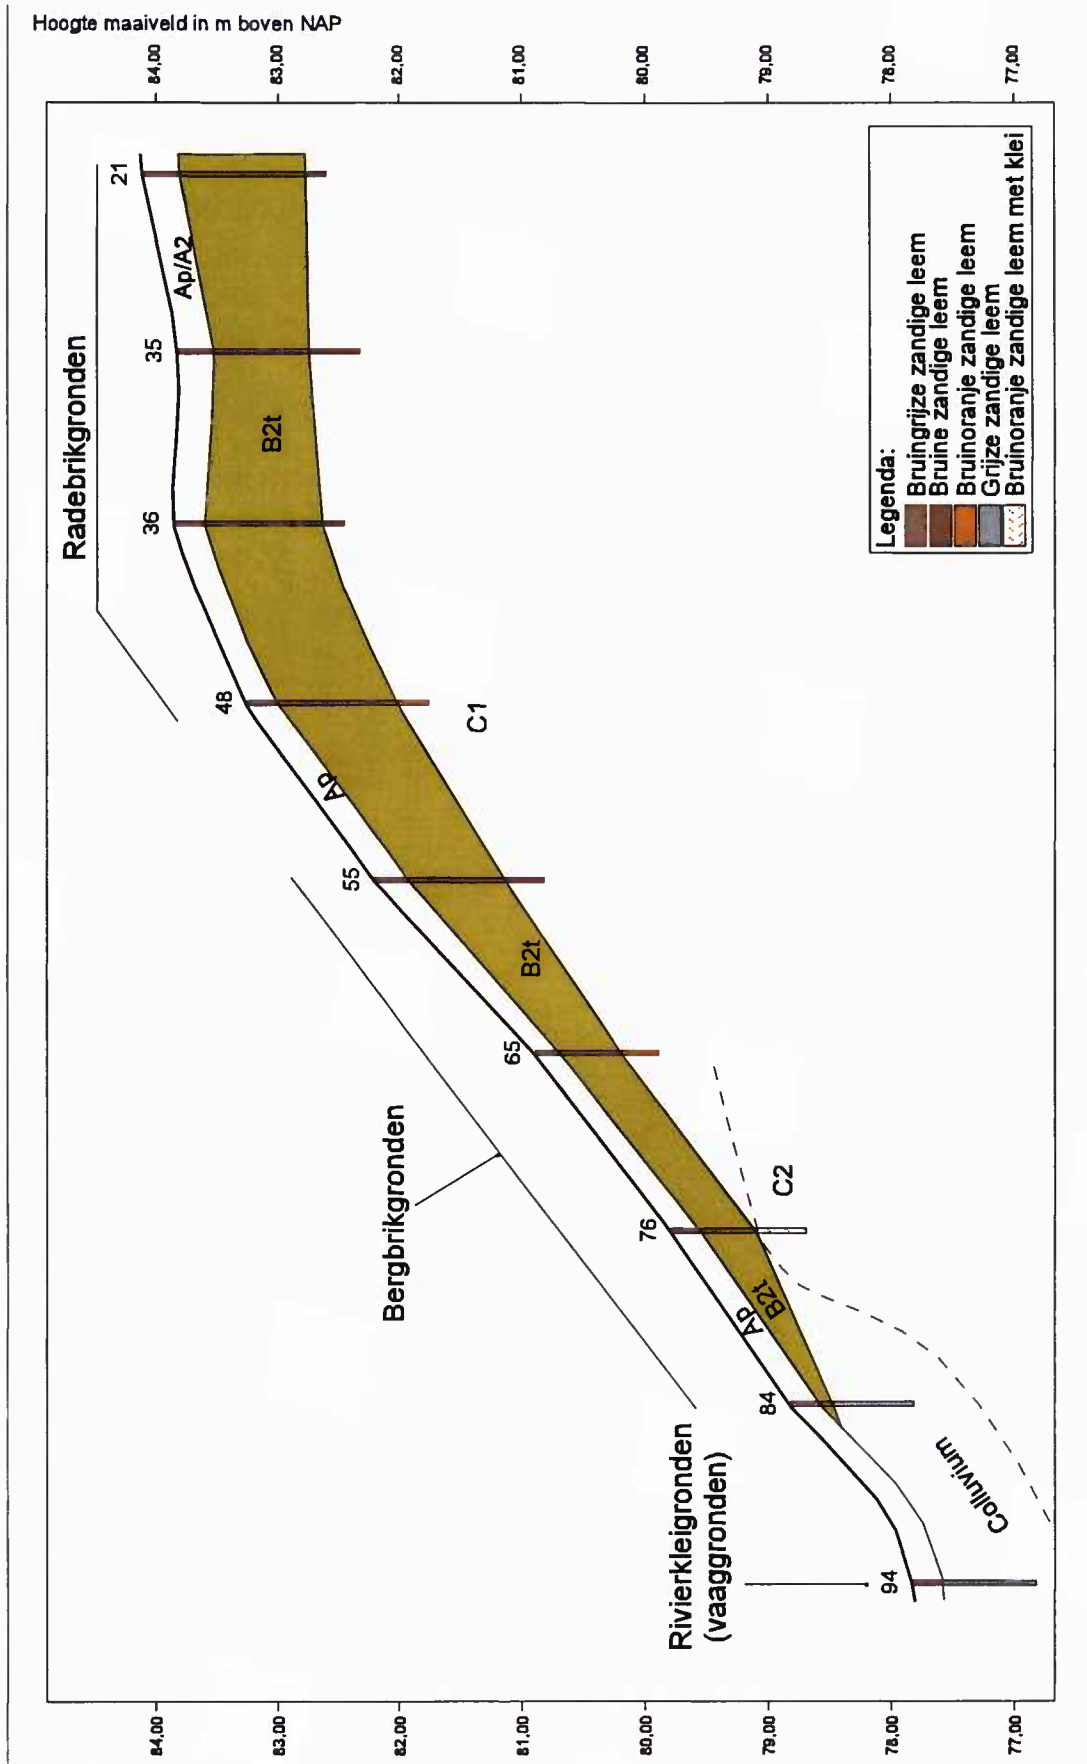 Hoogte maaiveld in m boven NAP
84,00
83,00
82,00
81,00
80,00
79,00
78,00
77,00
Radebrikgronden
Bergbrikgronden
Rivierkleigronden
(vaaggronden)
94
84
76
65
55
48
36
35
21
Ap/A2
B2t
Ap
B2t
Ap
B2t
C1
C2
Colluvium
Legenda:
Bruingrijze zandige leem
Bruine zandige leem
Bruinoranje zandige leem
Grijze zandige leem
Bruinoranje zandige leem met klei
84,00
83,00
82,00
81,00
80,00
79,00
78,00
77,00